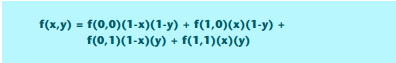 f(x,y) = f(0,0)(1-x)(1-y) + f(1,0)(x)(1-y) +
f(0,1)(1-x)(y) + f(1,1)(x)(y)